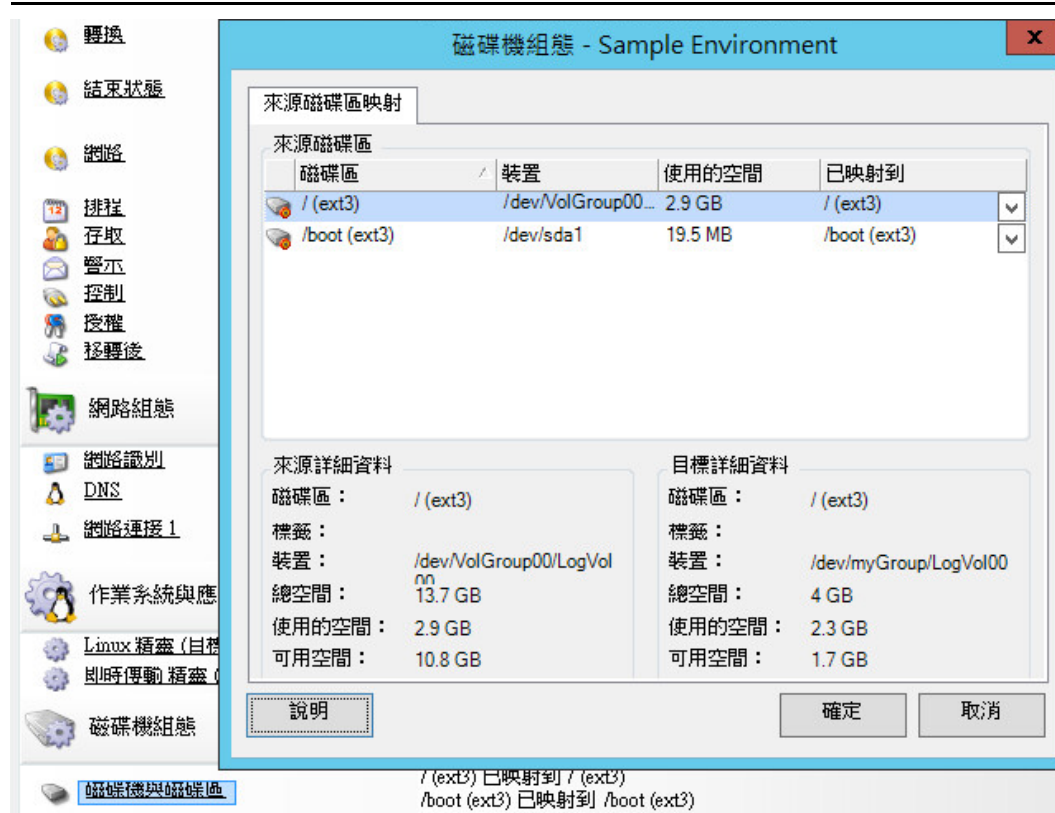 轉換
結束狀態
網路
排程
存取
警示
控制
授權
移轉後
網路組態
網路識別
DNS
網路連接 1
作業系統與應
Linux 精靈 (目標
即時傳輸 精靈 (
磁碟機組態
磁碟機與磁碟區
磁碟機組態 - Sample Environment
x
來源磁碟區映射
來源磁碟區
磁碟區 裝置 使用的空間 已映射到
/ (ext3) /dev/VolGroup00... 2.9 GB / (ext3)
/boot (ext3) /dev/sda1 19.5 MB /boot (ext3)
來源詳細資料
磁碟區： / (ext3)
標籤：
裝置： /dev/VolGroup00/LogVol
00
總空間： 13.7 GB
使用的空間： 2.9 GB
可用空間： 10.8 GB
目標詳細資料
磁碟區： / (ext3)
標籤：
裝置： /dev/myGroup/LogVol00
總空間： 4 GB
使用的空間： 2.3 GB
可用空間： 1.7 GB
說明 確定 取消
/ (ext3) 已映射到 / (ext3)
/boot (ext3) 已映射到 /boot (ext3)